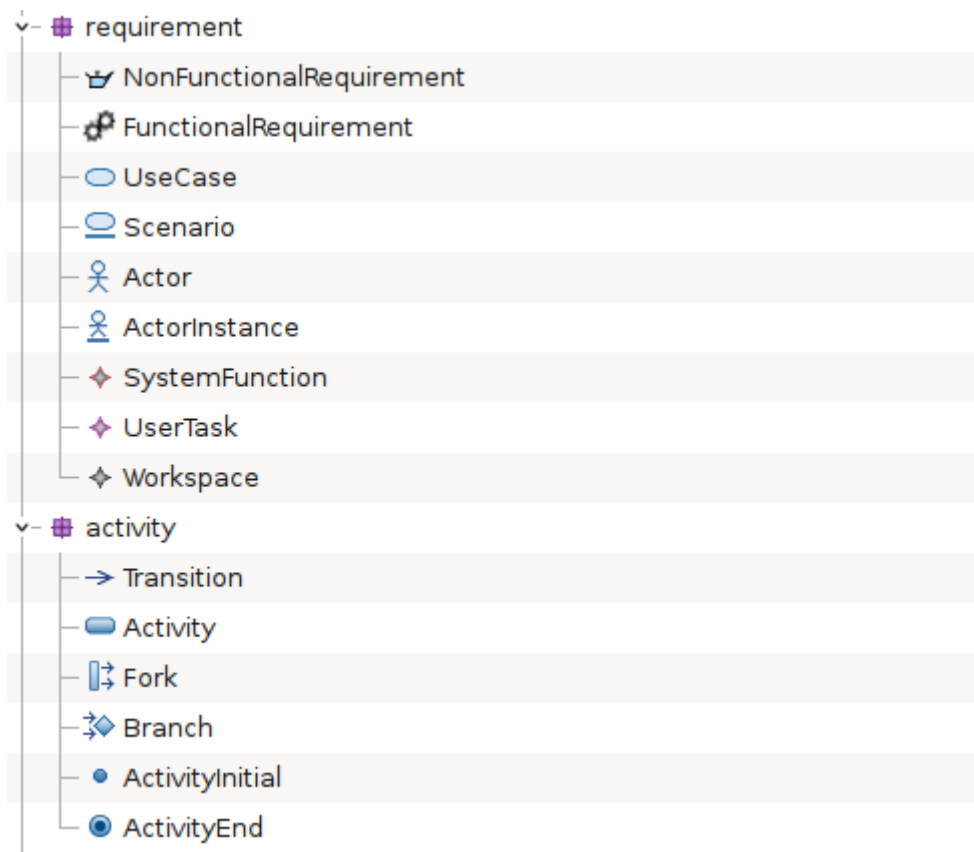 requirement
NonFunctionalRequirement
FunctionalRequirement
UseCase
Scenario
Actor
ActorInstance
SystemFunction
UserTask
Workspace
activity
Transition
Activity
Fork
Branch
ActivityInitial
ActivityEnd